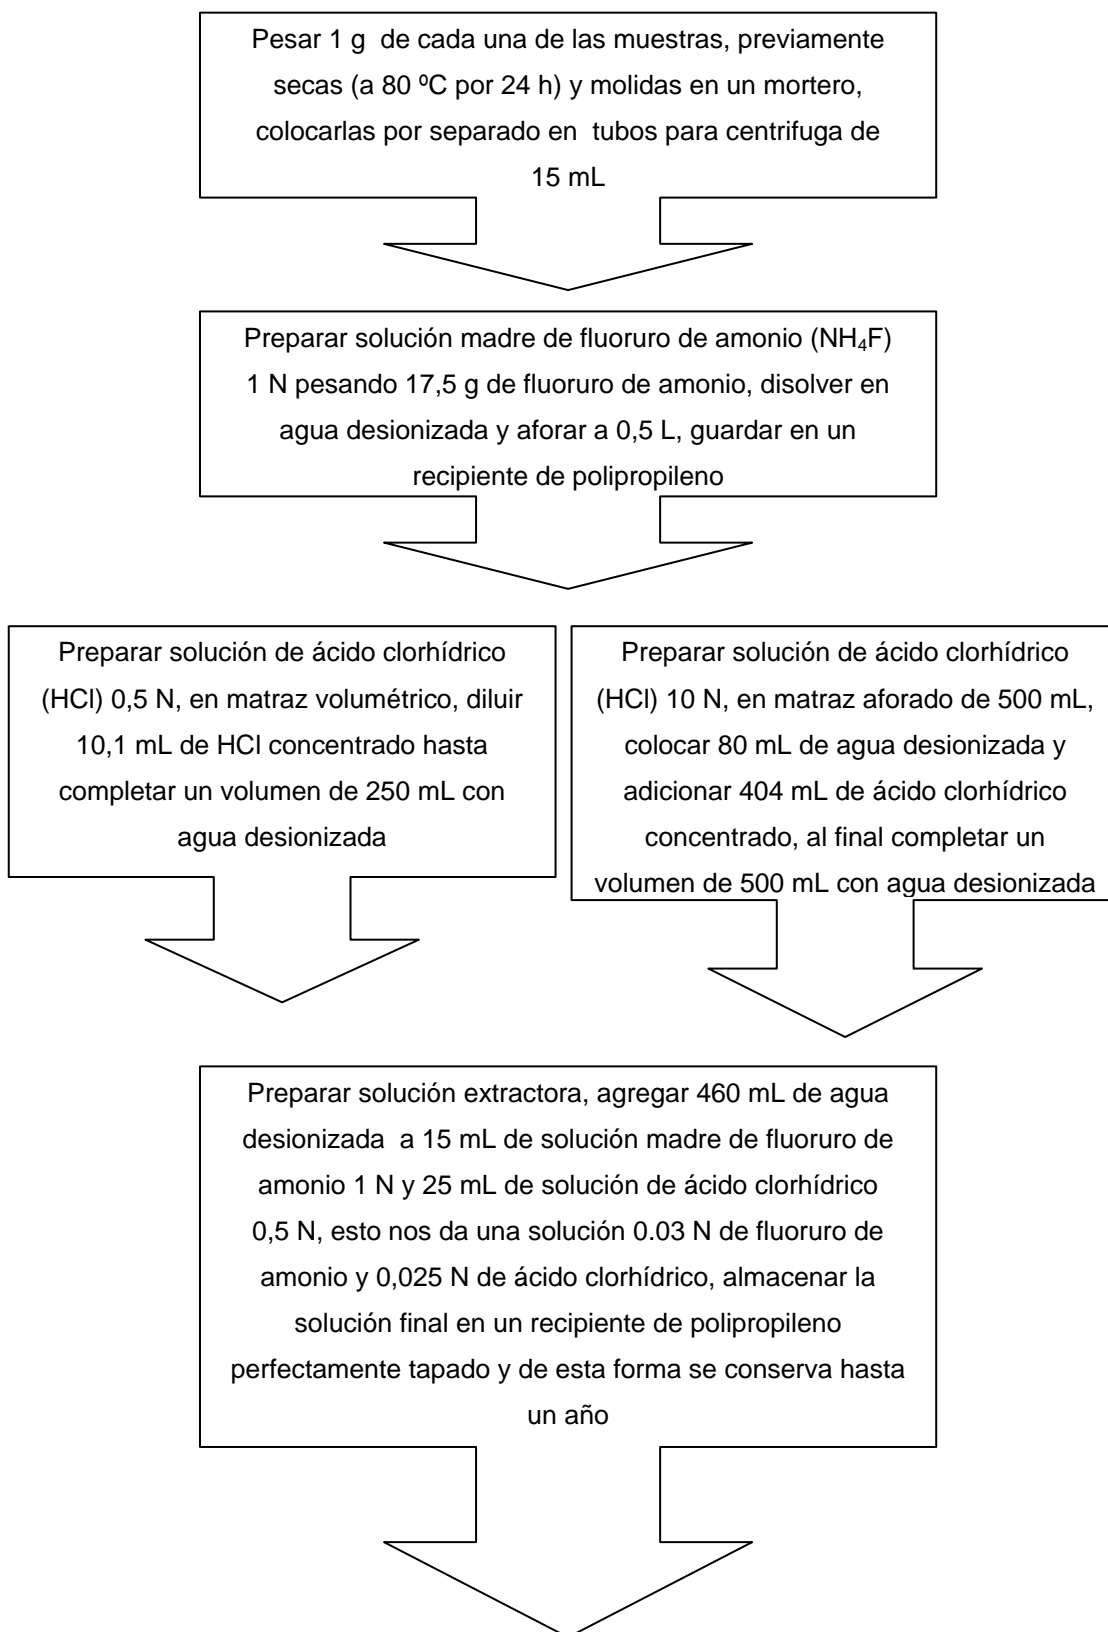 Pesar 1 g de cada una de las muestras, previamente
secas (a 80 ºC por 24 h) y molidas en un mortero,
colocarlas por separado en tubos para centrifuga de
15 mL
Preparar solución madre de fluoruro de amonio (NH₄F)
1 N pesando 17,5 g de fluoruro de amonio, disolver en
agua desionizada y aforar a 0,5 L, guardar en un
recipiente de polipropileno
Preparar solución de ácido clorhídrico
(HCl) 0,5 N, en matraz volumétrico, diluir
10,1 mL de HCl concentrado hasta
completar un volumen de 250 mL con
agua desionizada
Preparar solución de ácido clorhídrico
(HCl) 10 N, en matraz aforado de 500 mL,
colocar 80 mL de agua desionizada y
adicionar 404 mL de ácido clorhídrico
concentrado, al final completar un
volumen de 500 mL con agua desionizada
Preparar solución extractora, agregar 460 mL de agua
desionizada a 15 mL de solución madre de fluoruro de
amonio 1 N y 25 mL de solución de ácido clorhídrico
0,5 N, esto nos da una solución 0.03 N de fluoruro de
amonio y 0,025 N de ácido clorhídrico, almacenar la
solución final en un recipiente de polipropileno
perfectamente tapado y de esta forma se conserva hasta
un año